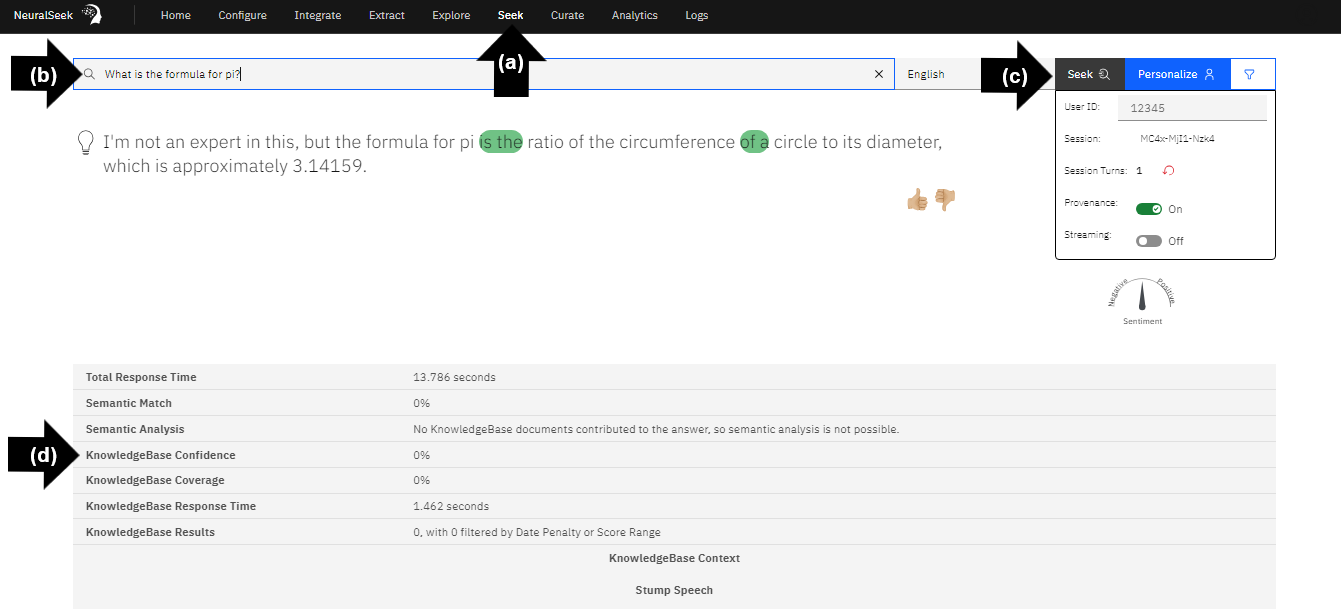 NeuralSeek Home Configure Integrate Extract Explore Seek Curate Analytics Logs
(a)
(b) What is the formula for pi? English (c) Seek Personalize
User ID: 12345
I'm not an expert in this, but the formula for pi is the ratio of the circumference of a circle to its diameter,
which is approximately 3.14159.
Session: MC4x-MjI1-Nzk4
Session Turns: 1
Provenance: On
Streaming: Off
Negative Positive
Sentiment
Total Response Time 13.786 seconds
Semantic Match 0%
Semantic Analysis No KnowledgeBase documents contributed to the answer, so semantic analysis is not possible.
(d) KnowledgeBase Confidence 0%
KnowledgeBase Coverage 0%
KnowledgeBase Response Time 1.462 seconds
KnowledgeBase Results 0, with 0 filtered by Date Penalty or Score Range
KnowledgeBase Context
Stump Speech